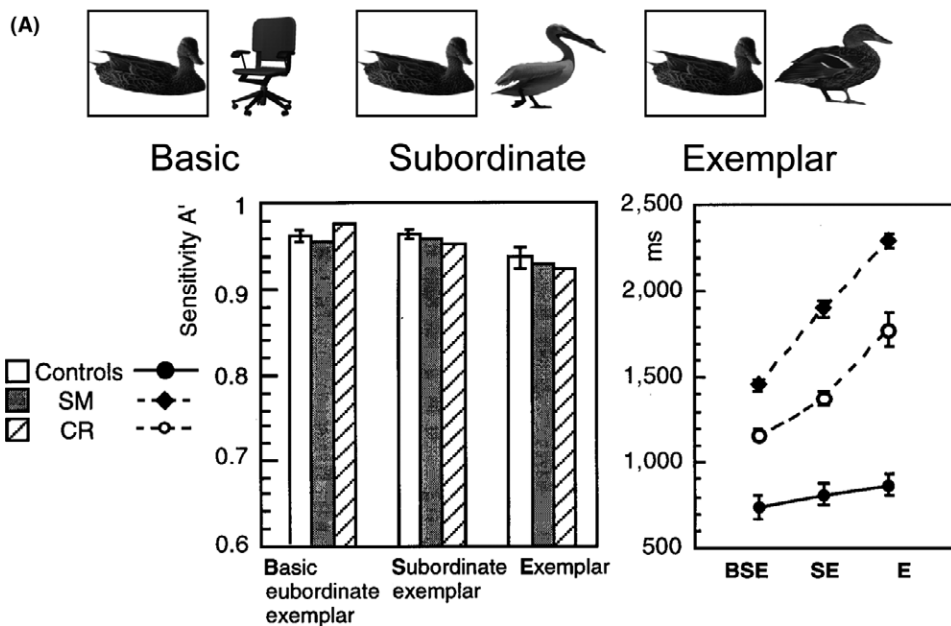 (A)
Basic Subordinate Exemplar
Sensitivity A'
1
0.9
0.8
0.7
0.6
Controls
SM
CR
Basic
eubordinate
exemplar
Subordinate
exemplar
Exemplar
ms
2,500
2,000
1,500
1,000
500
BSE SE E